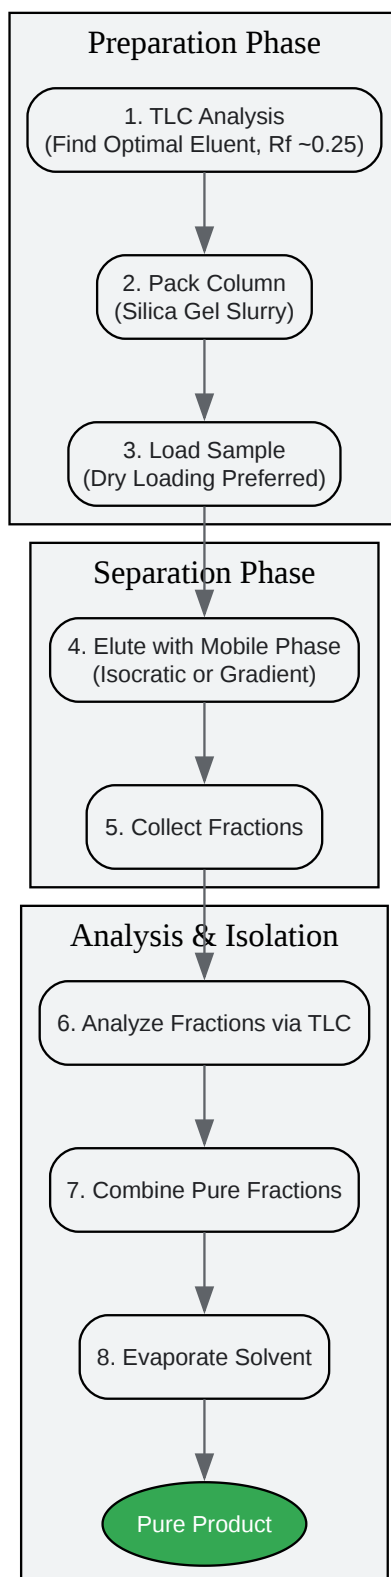 Preparation Phase
1. TLC Analysis
(Find Optimal Eluent, Rf ~0.25)
2. Pack Column
(Silica Gel Slurry)
3. Load Sample
(Dry Loading Preferred)
Separation Phase
4. Elute with Mobile Phase
(Isocratic or Gradient)
5. Collect Fractions
Analysis & Isolation
6. Analyze Fractions via TLC
7. Combine Pure Fractions
8. Evaporate Solvent
Pure Product